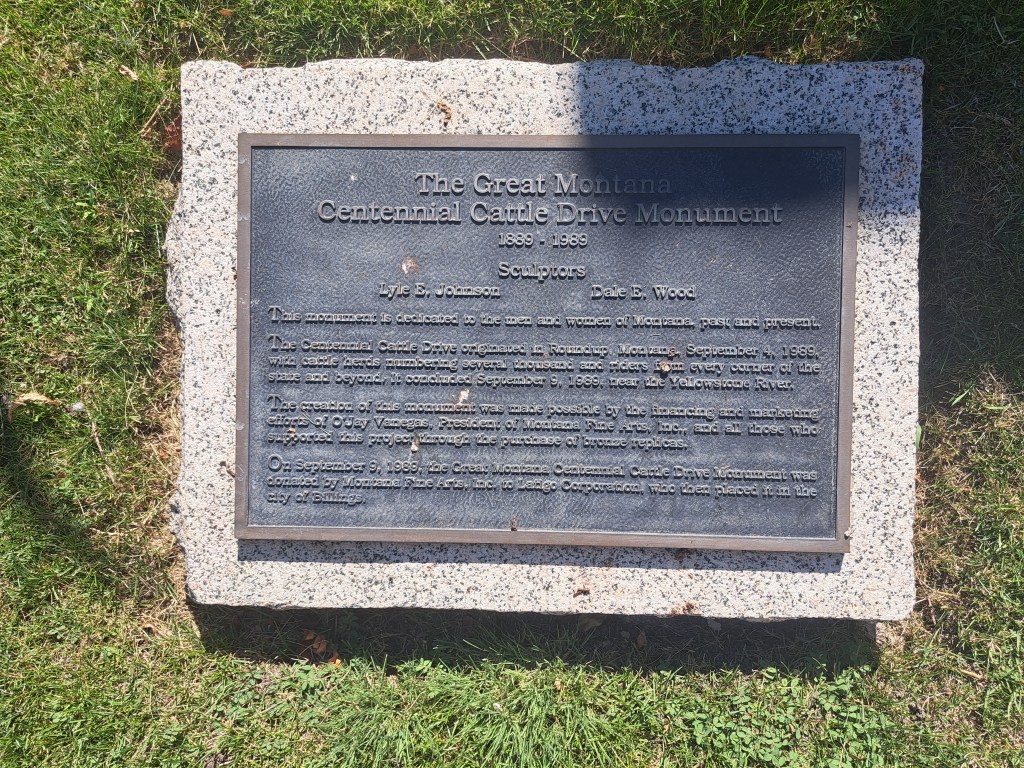 The Great Montana
Centennial Cattle Drive Monument
1889 - 1989
Sculptors
Lyle E. Johnson Dale E. Wood
This monument is dedicated to the men and women of Montana, past and present.
The Centennial Cattle Drive originated in Roundup, Montana, September 4, 1989,
with cattle herds numbering several thousand and riders from every corner of the
state and beyond. It concluded September 9, 1989, near the Yellowstone River.
The creation of this monument was made possible by the financing and marketing
efforts of O'Jay Vanegas, President of Montana Fine Arts, Inc., and all those who
supported this project through the purchase of bronze replicas.
On September 9, 1989, the Great Montana Centennial Cattle Drive Monument was
donated by Montana Fine Arts, Inc. to Latigo Corporation, who then placed it in the
city of Billings.